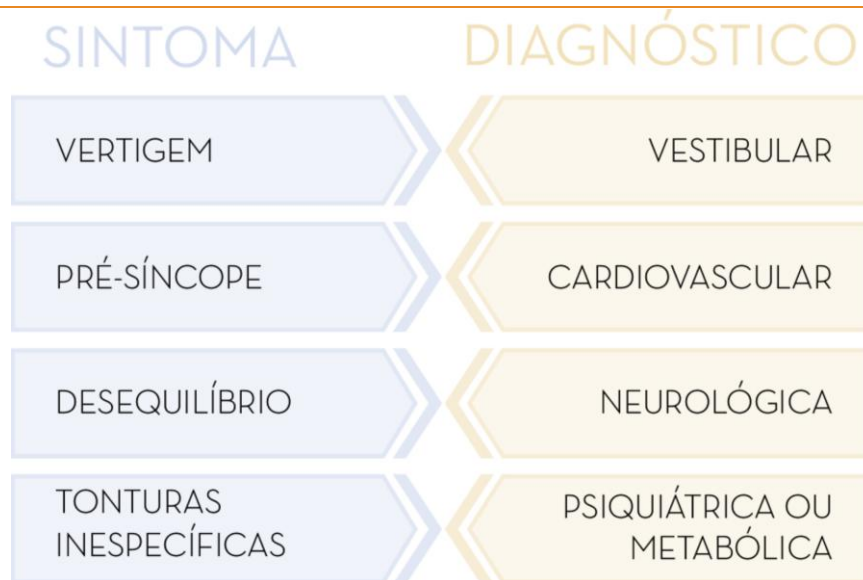 SINTOMA
DIAGNÓSTICO
VERTIGEM
VESTIBULAR
PRÉ-SÍNCOPE
CARDIOVASCULAR
DESEQUILÍBRIO
NEUROLÓGICA
TONTURAS
INESPECÍFICAS
PSIQUIÁTRICA OU
METABÓLICA